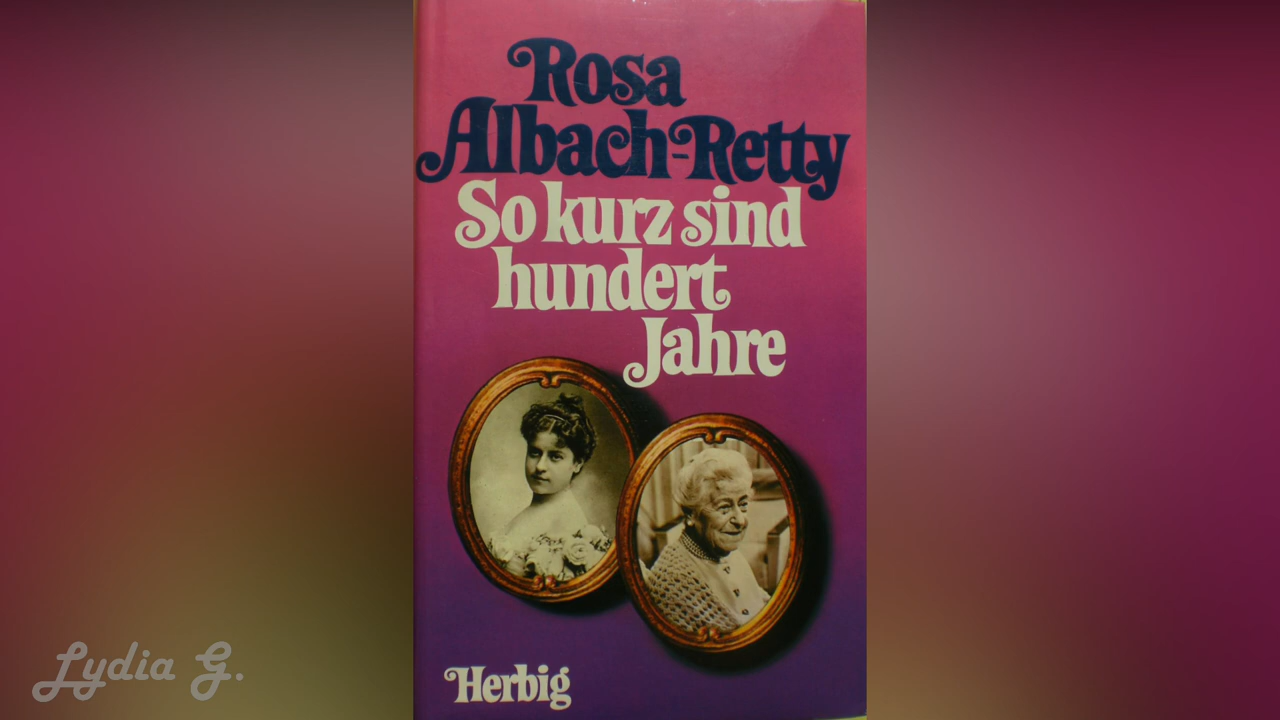 Rosa
Albach-Retty
So kurz sind
hundert
Jahre
Herbig
Lydia G.